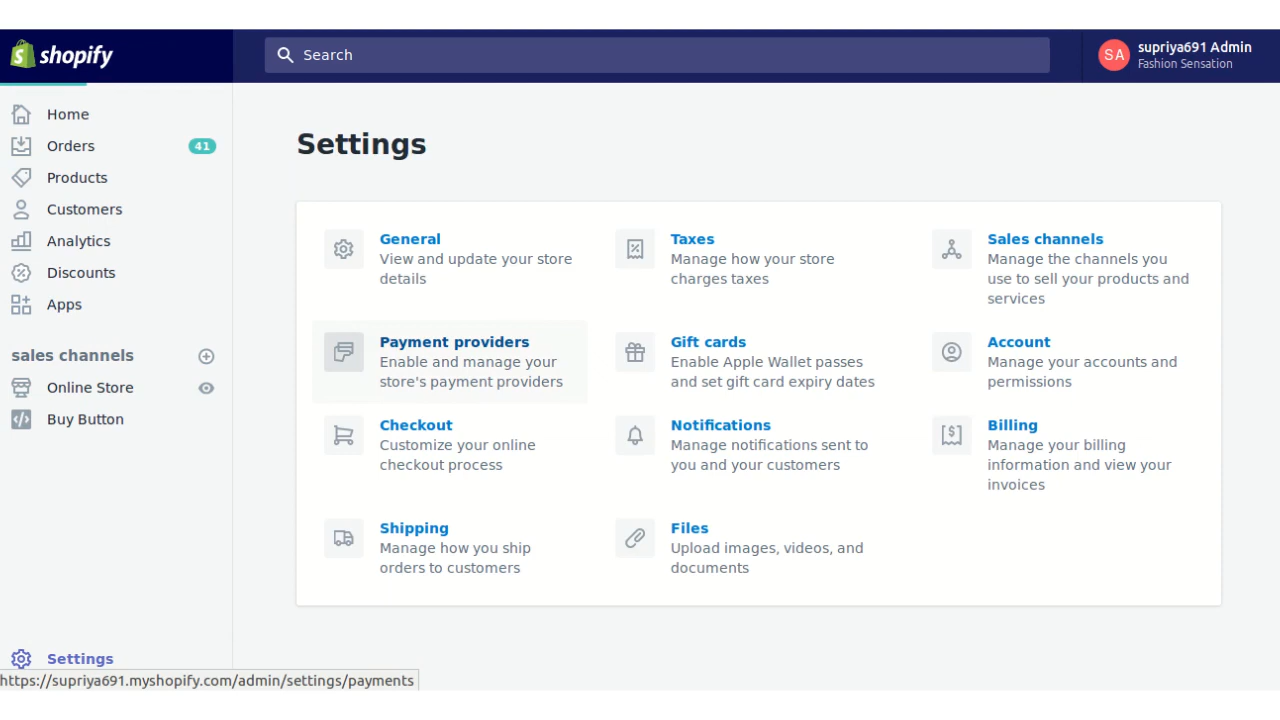 shopify
Search
SA
supriya691 Admin
Fashion Sensation
Home
Orders
41
Products
Customers
Analytics
Discounts
Apps
sales channels
Online Store
Buy Button
Settings
Settings
General
View and update your store
details
Payment providers
Enable and manage your
store's payment providers
Checkout
Customize your online
checkout process
Shipping
Manage how you ship
orders to customers
Taxes
Manage how your store
charges taxes
Gift cards
Enable Apple Wallet passes
and set gift card expiry dates
Notifications
Manage notifications sent to
you and your customers
Files
Upload images, videos, and
documents
Sales channels
Manage the channels you
use to sell your products and
services
Account
Manage your accounts and
permissions
Billing
Manage your billing
information and view your
invoices
https://supriya691.myshopify.com/admin/settings/payments